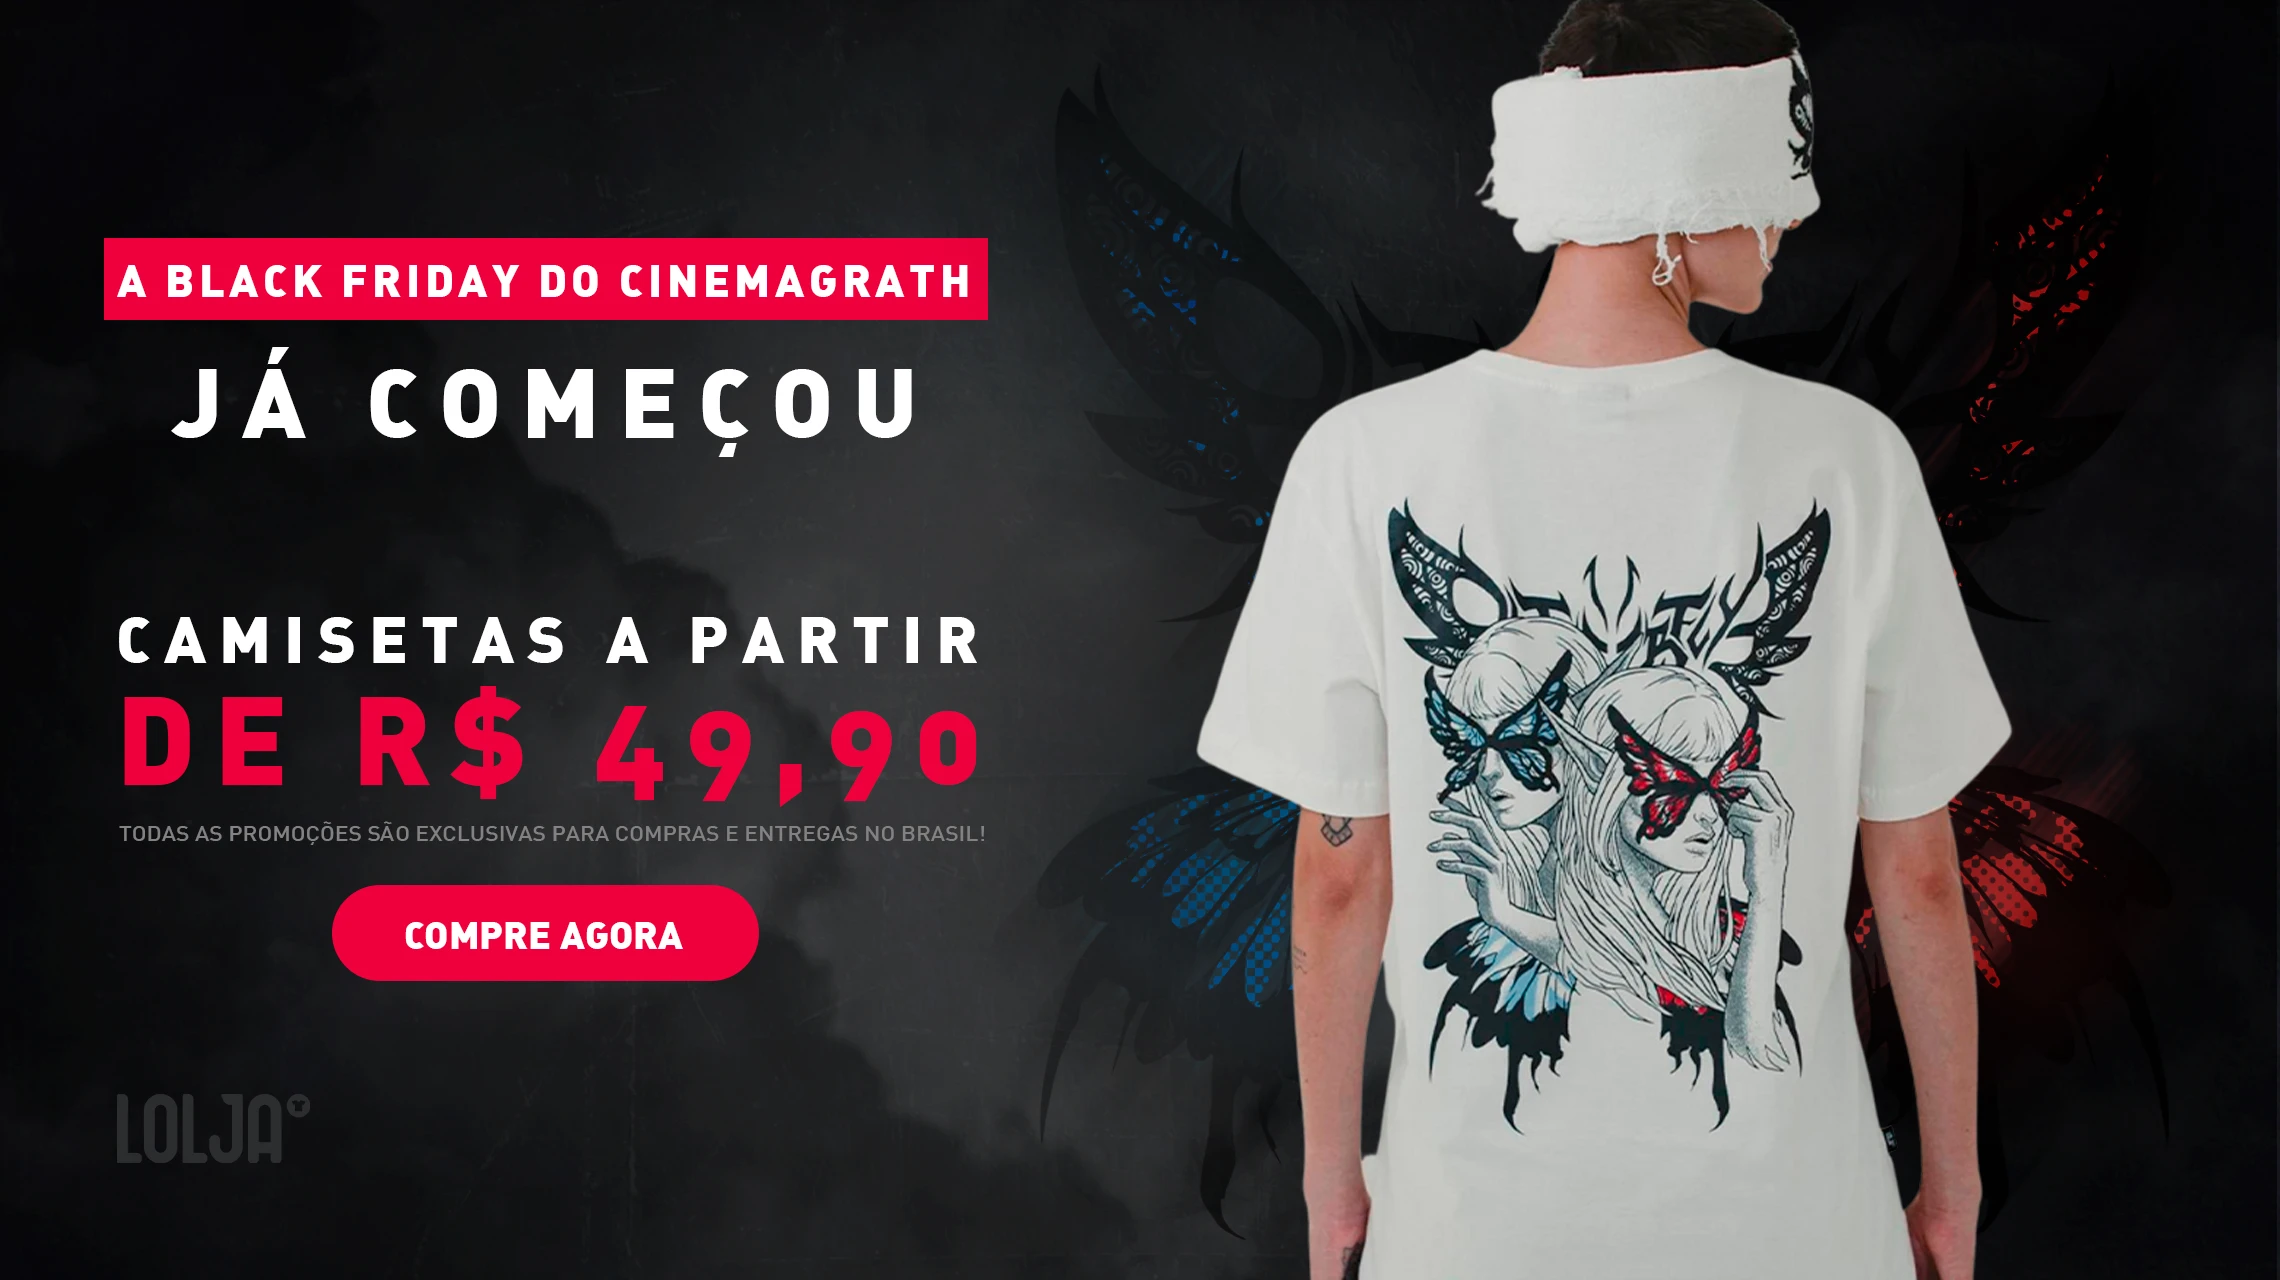 A BLACK FRIDAY DO CINEMAGRATH
JÁ COMEÇOU
CAMISETAS A PARTIR
DE R$ 49,90
TODAS AS PROMOÇÕES SÃO EXCLUSIVAS PARA COMPRAS E ENTREGAS NO BRASIL!
COMPRE AGORA
LOLJA